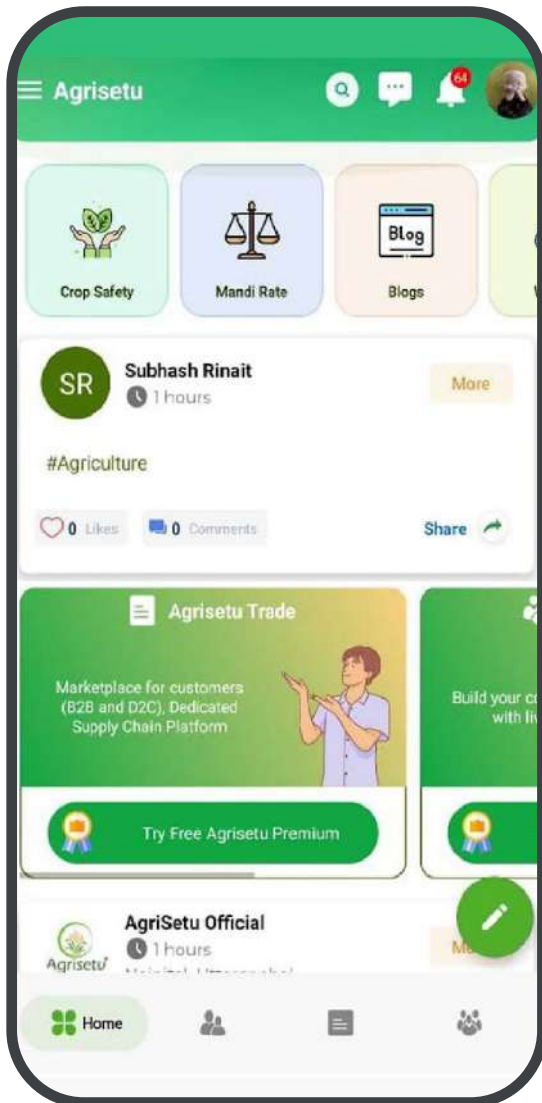 Agrisetu
64
Blog
Crop Safety
Mandi Rate
Blogs
SR
Subhash Rinait
1 hours
More
#Agriculture
0 Likes
0 Comments
Share
Agrisetu Trade
Marketplace for customers
(B2B and D2C), Dedicated
Supply Chain Platform
Build your
with
Try Free Agrisetu Premium
AgriSetu Official
1 hours
Agrisetu
Home